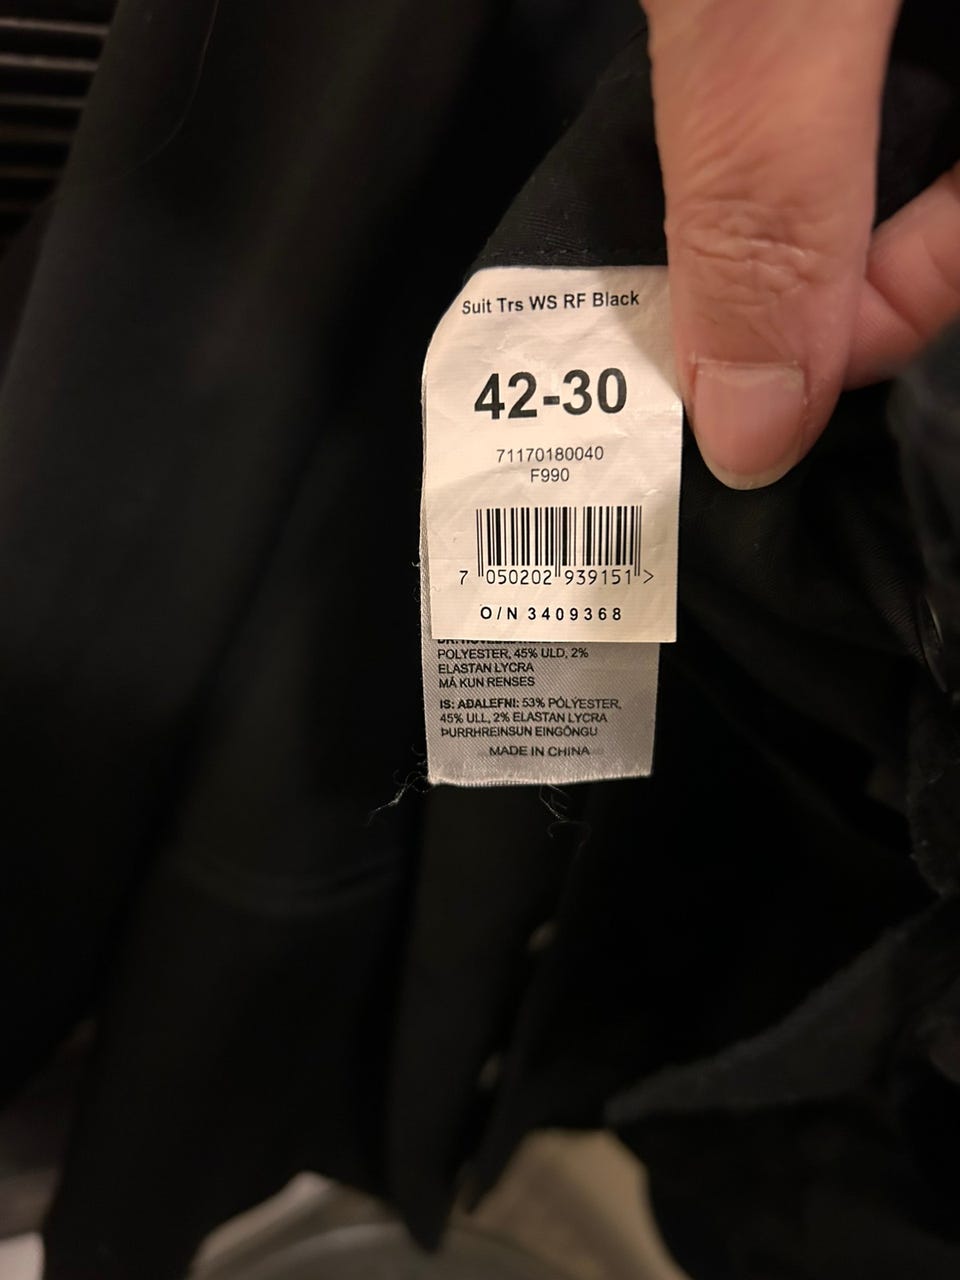 Suit Trs WS RF Black
42-30
71170180040
F990
7 050202 939151 >
O/N 3409368
POLYESTER, 45% ULD, 2%
ELASTAN LYCRA
MÅ KUN RENSES
IS: AÐALEFNI: 53% PÓLÝESTER,
45% ULL, 2% ELASTAN LYCRA
ÞURRHREINSUN EINGÖNGU
MADE IN CHINA